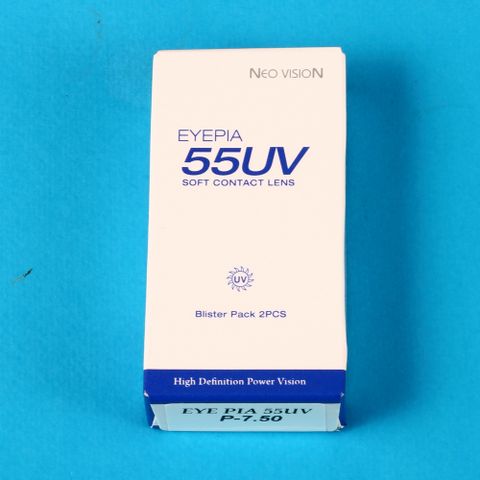 NEO VISION
EYEPIA
55UV
SOFT CONTACT LENS
UV
Blister Pack 2PCS
High Definition Power Vision
EYE PIA 55UV
P-7.50